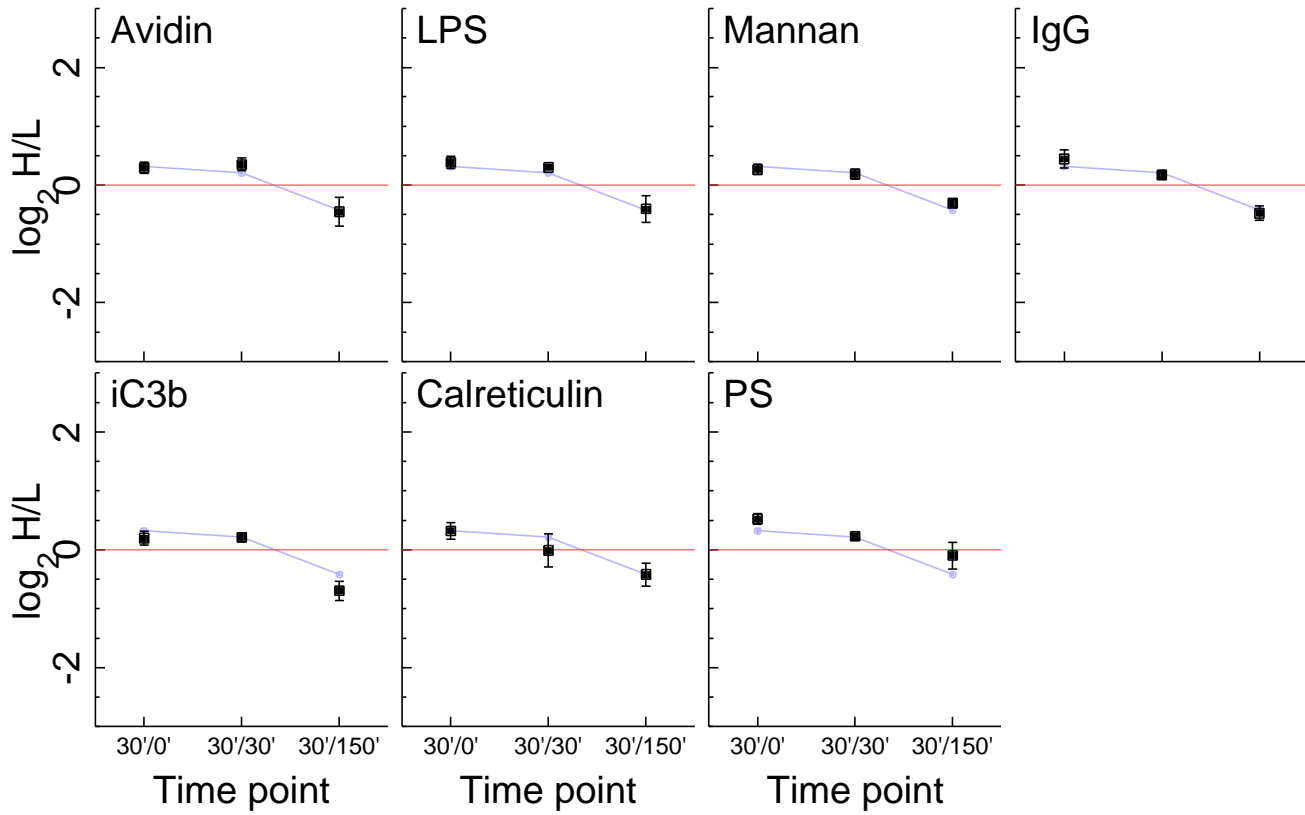 Avidin
LPS
Mannan
IgG
2
0
-2
log2 H/L
iC3b
Calreticulin
PS
2
0
-2
log2 H/L
30'/0' 30'/30' 30'/150'
30'/0' 30'/30' 30'/150'
30'/0' 30'/30' 30'/150'
Time point
Time point
Time point